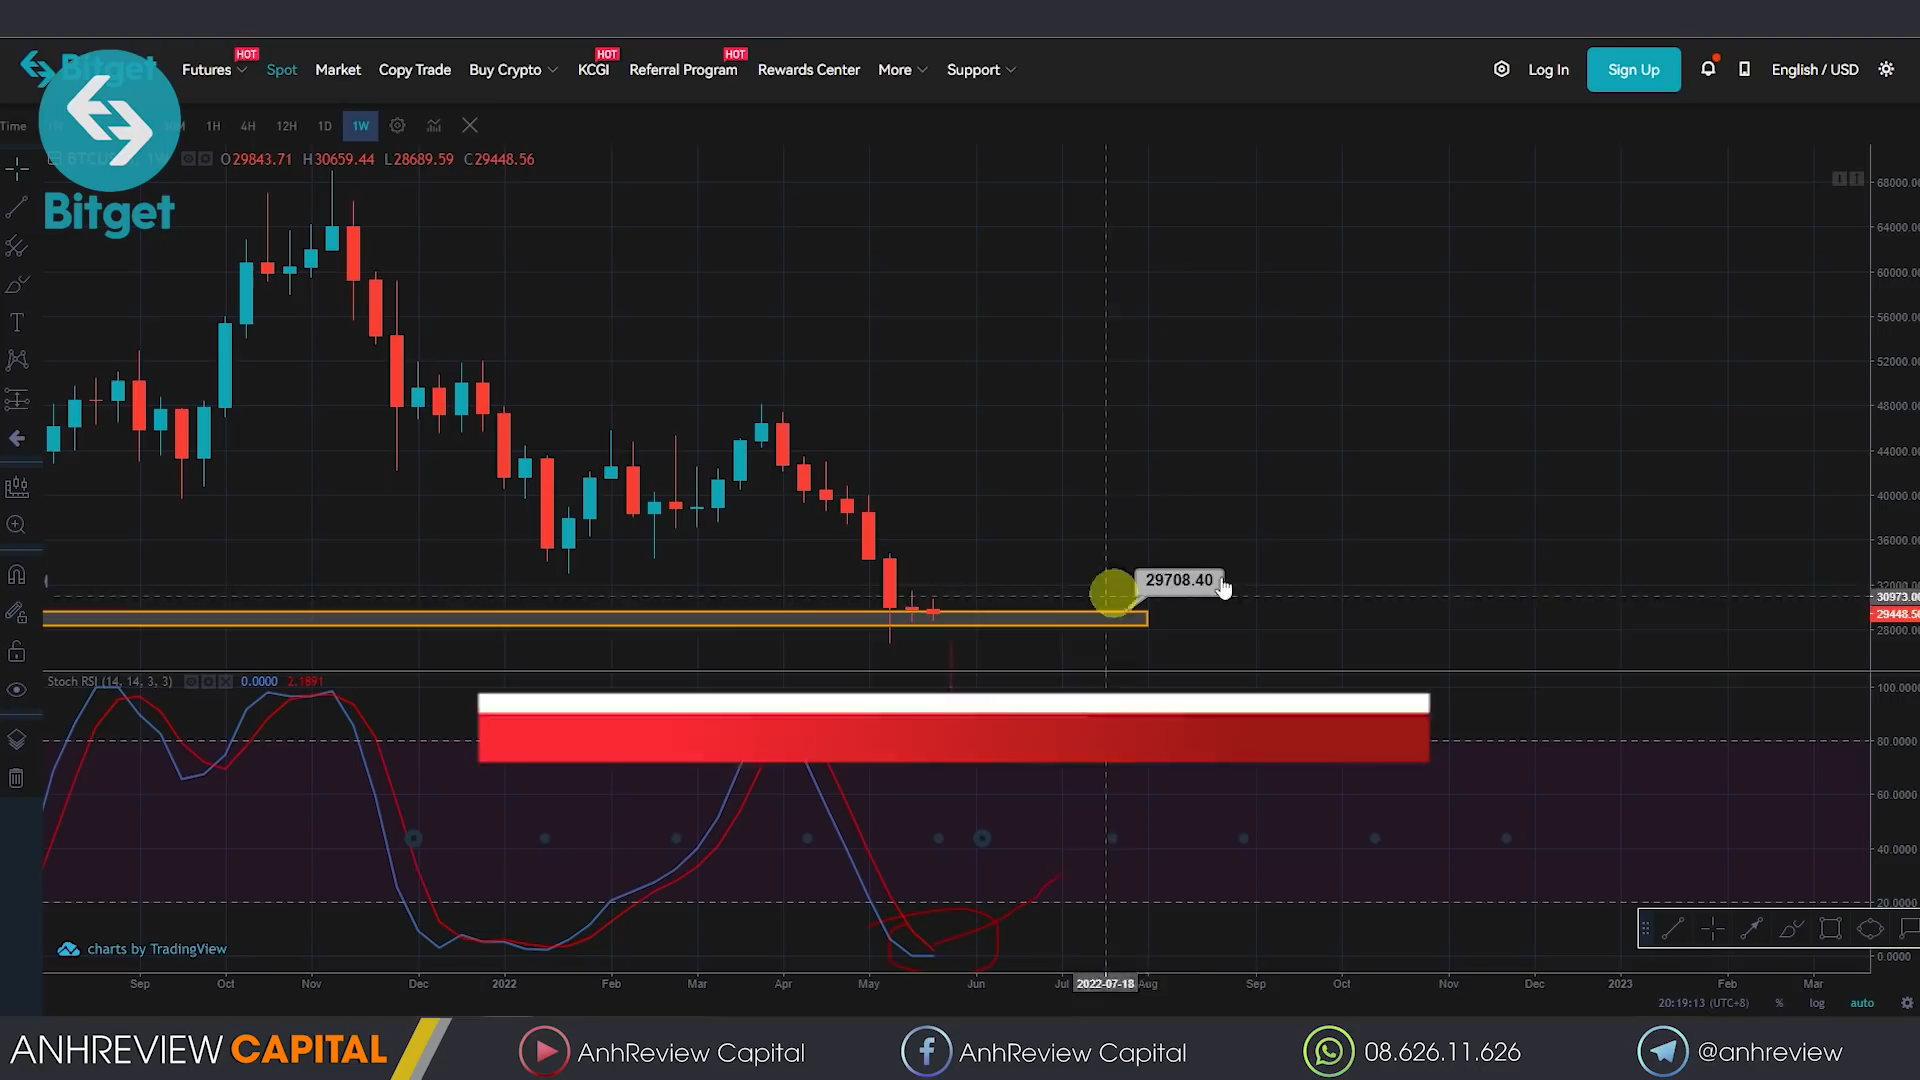 Bitget
Futures HOT Spot Market Copy Trade Buy Crypto KCGI HOT Referral Program HOT Rewards Center More Support Log In Sign Up English / USD
Time 1H 4H 12H 1D 1W
O29843.71 H30659.44 L28689.59 C29448.56
Bitget
68000.00
64000.00
60000.00
56000.00
52000.00
48000.00
44000.00
40000.00
36000.00
32000.00
29708.40
30973.00
29448.56
28000.00
Stoch RSI (14, 14, 3, 3) 0.0000 2.1891
100.0000
80.0000
60.0000
40.0000
20.0000
0.0000
charts by TradingView
Sep Oct Nov Dec 2022 Feb Mar Apr May Jun Jul 2022-07-18 Aug Sep Oct Nov Dec 2023 Feb Mar
20:19:13 (UTC+8) % log auto
ANHREVIEW CAPITAL AnhReview Capital AnhReview Capital 08.626.11.626 @anhreview